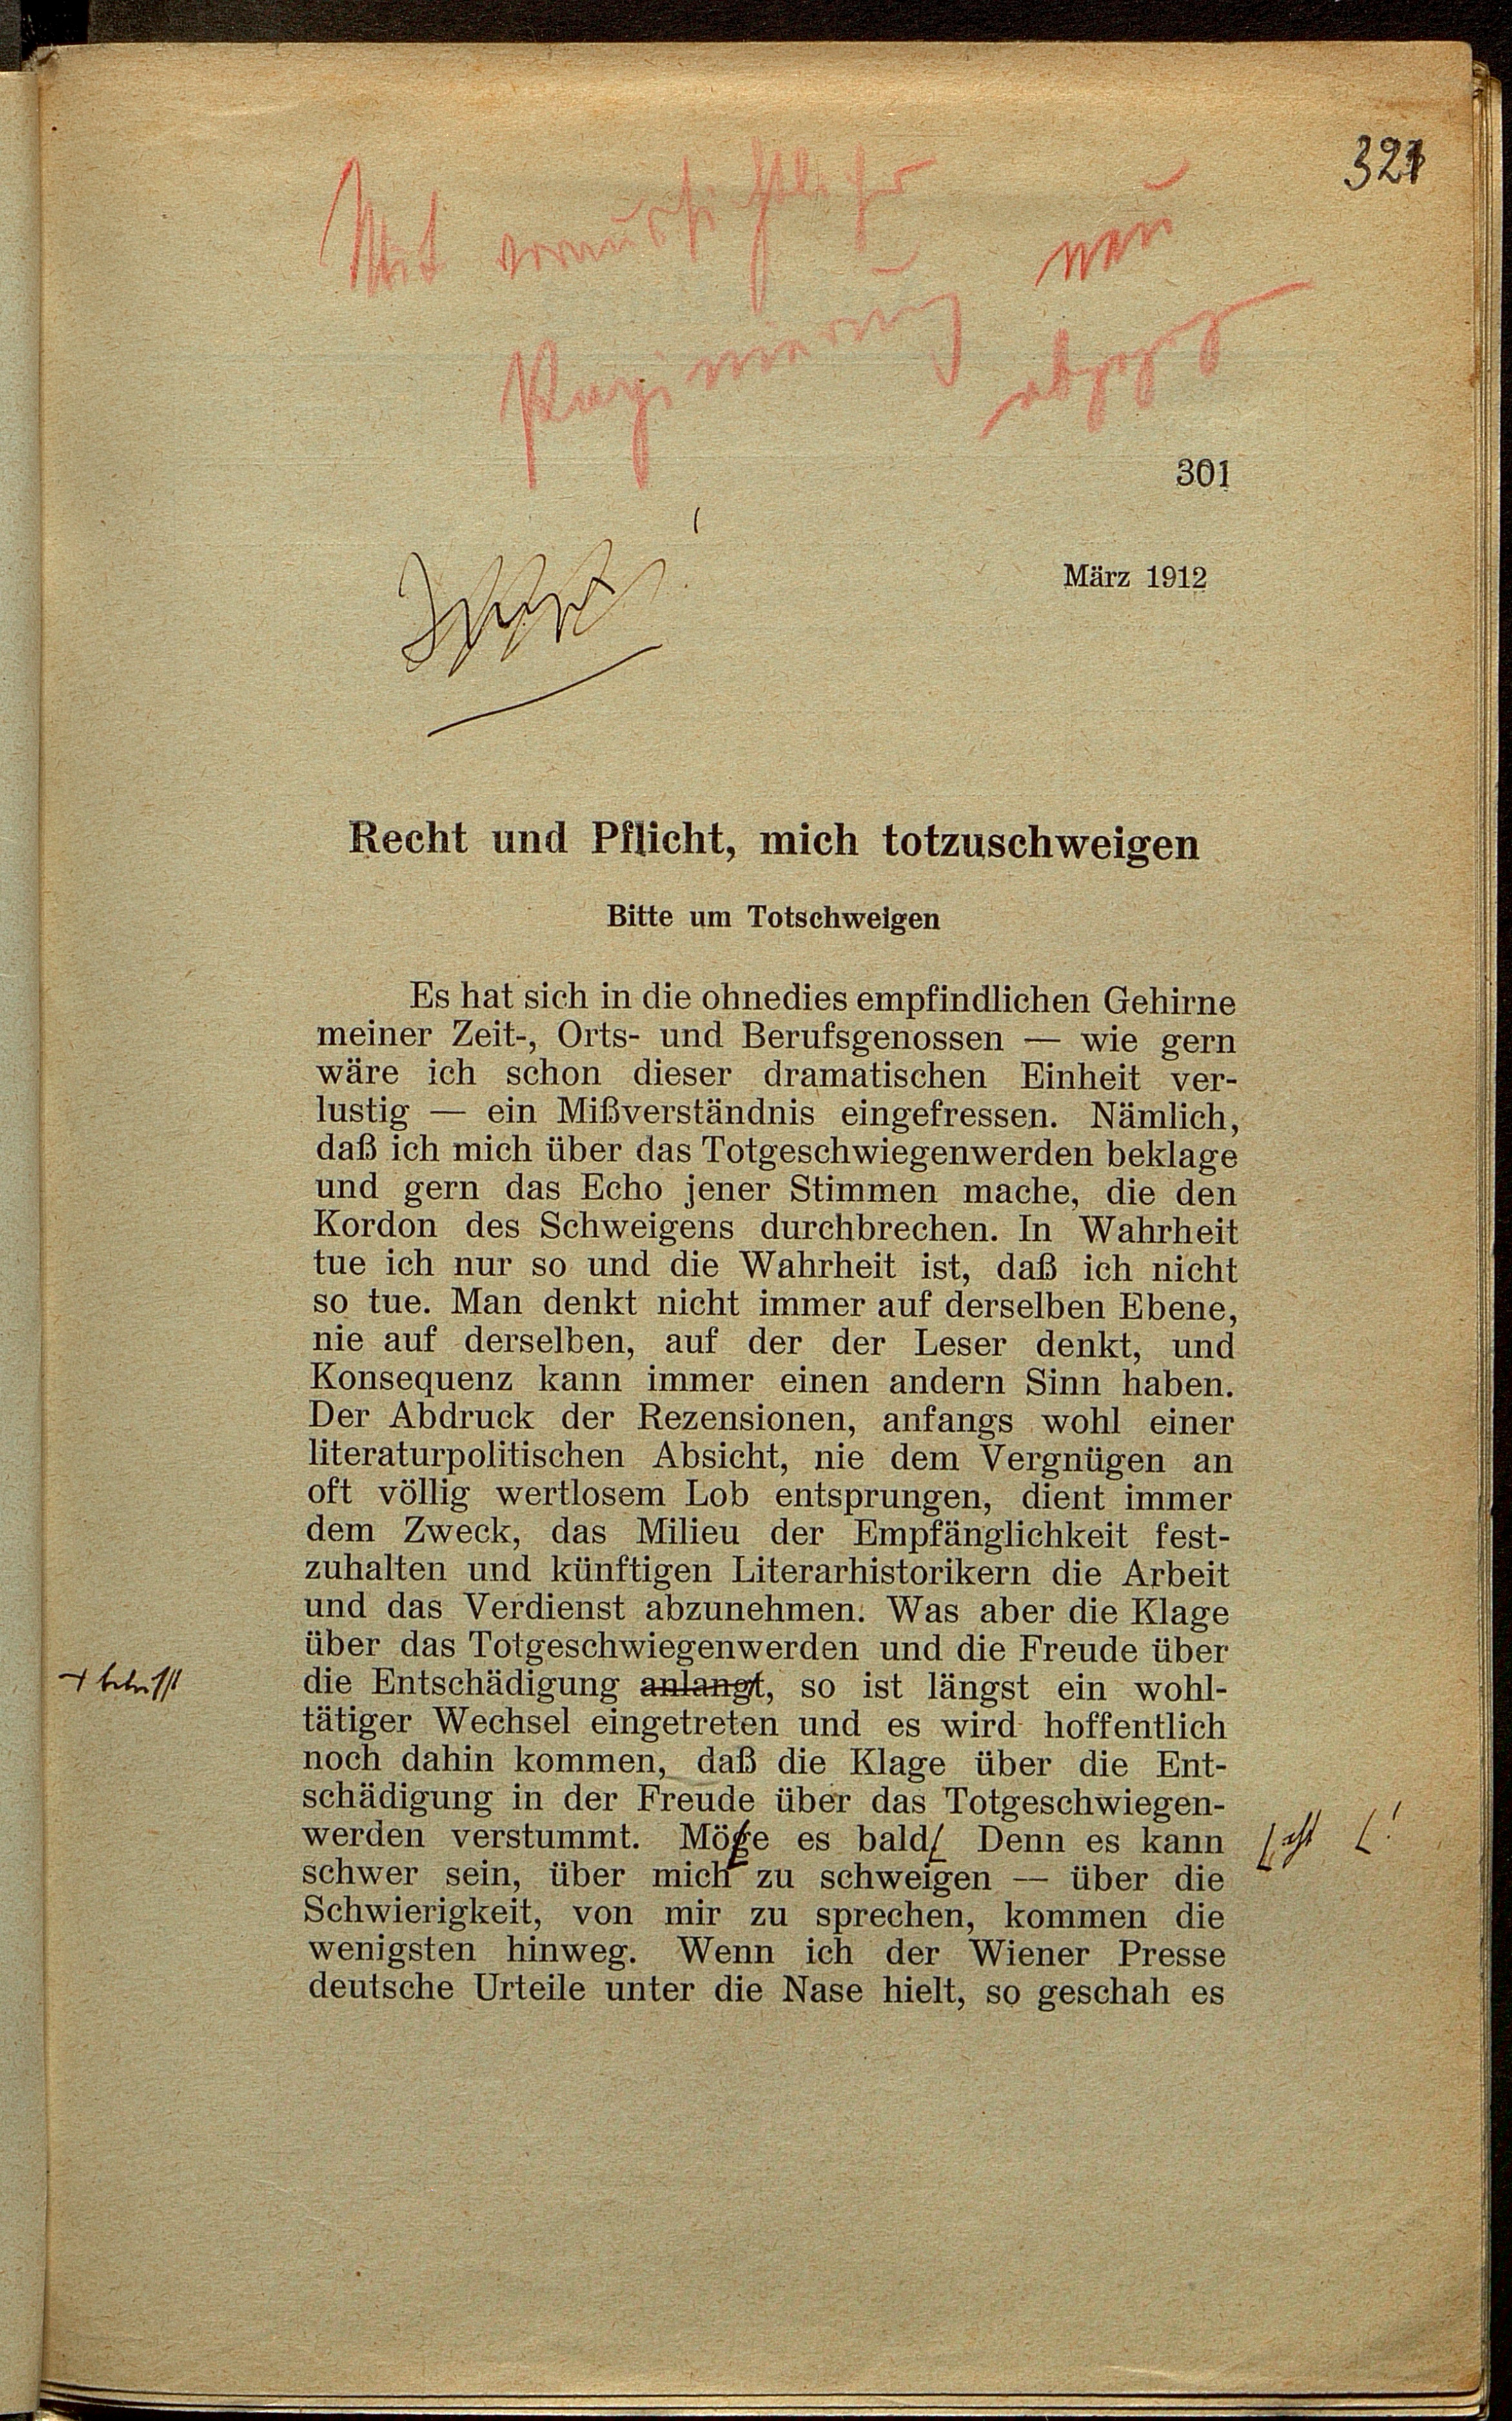 321
Mit voraussichtlicher
Paginierung neu
301
März 1912
Recht und Pflicht, mich totzuschweigen
Bitte um Totschweigen
Es hat sich in die ohnedies empfindlichen Gehirne
meiner Zeit-, Orts- und Berufsgenossen — wie gern
wäre ich schon dieser dramatischen Einheit ver-
lustig — ein Mißverständnis eingefressen. Nämlich,
daß ich mich über das Totgeschwiegenwerden beklage
und gern das Echo jener Stimmen mache, die den
Kordon des Schweigens durchbrechen. In Wahrheit
tue ich nur so und die Wahrheit ist, daß ich nicht
so tue. Man denkt nicht immer auf derselben Ebene,
nie auf derselben, auf der der Leser denkt, und
Konsequenz kann immer einen andern Sinn haben.
Der Abdruck der Rezensionen, anfangs wohl einer
literaturpolitischen Absicht, nie dem Vergnügen an
oft völlig wertlosem Lob entsprungen, dient immer
dem Zweck, das Milieu der Empfänglichkeit fest-
zuhalten und künftigen Literarhistorikern die Arbeit
und das Verdienst abzunehmen. Was aber die Klage
über das Totgeschwiegenwerden und die Freude über
betrifft
die Entschädigung anlangt, so ist längst ein wohl-
tätiger Wechsel eingetreten und es wird hoffentlich
noch dahin kommen, daß die Klage über die Ent-
schädigung in der Freude über das Totgeschwiegen-
werden verstummt. Möge es bald Denn es kann
!
schwer sein, über mich zu schweigen — über die
Schwierigkeit, von mir zu sprechen, kommen die
wenigsten hinweg. Wenn ich der Wiener Presse
deutsche Urteile unter die Nase hielt, so geschah es